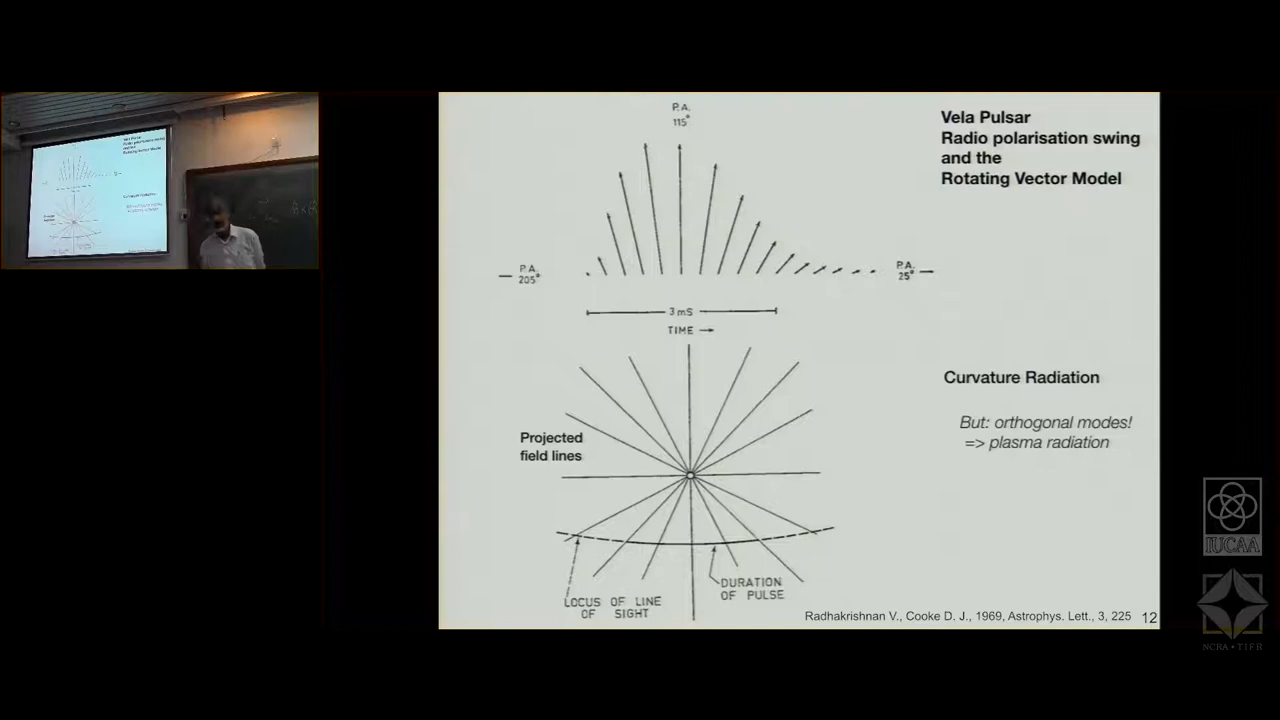 P.A.
115°
Vela Pulsar
Radio polarisation swing
and the
Rotating Vector Model
P.A.
205°
P.A.
25°
3 mS
TIME
Curvature Radiation
But: orthogonal modes!
=> plasma radiation
Projected
field lines
LOCUS OF LINE
OF SIGHT
DURATION
OF PULSE
Radhakrishnan V., Cooke D. J., 1969, Astrophys. Lett., 3, 225
12
IUCAA
NCRA • TIFR